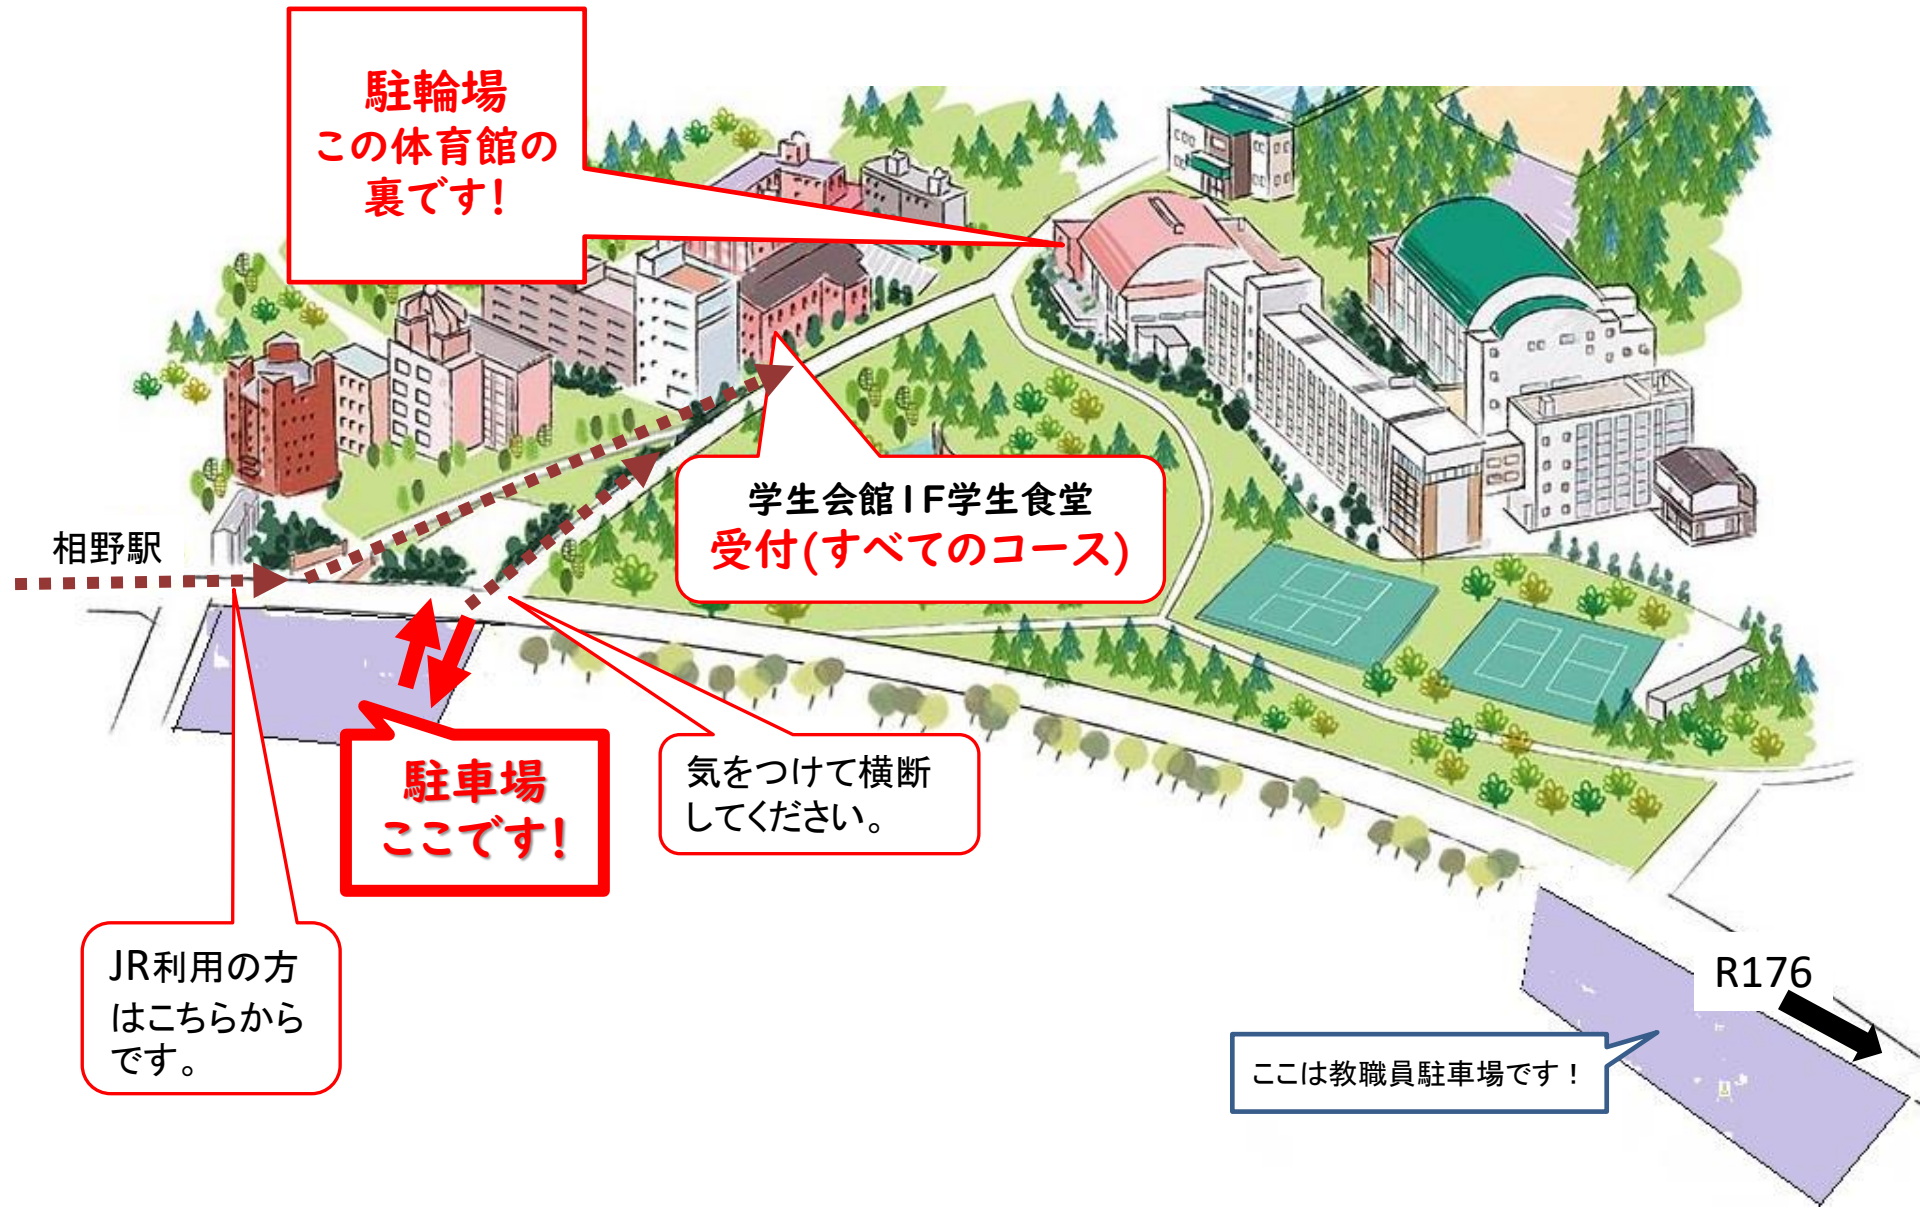 駐輪場
この体育館の
裏です!
学生会館1F学生食堂
受付(すべてのコース)
相野駅
気をつけて横断
してください。
駐車場
ここです!
JR利用の方
はこちらから
です。
R176
ここは教職員駐車場です！